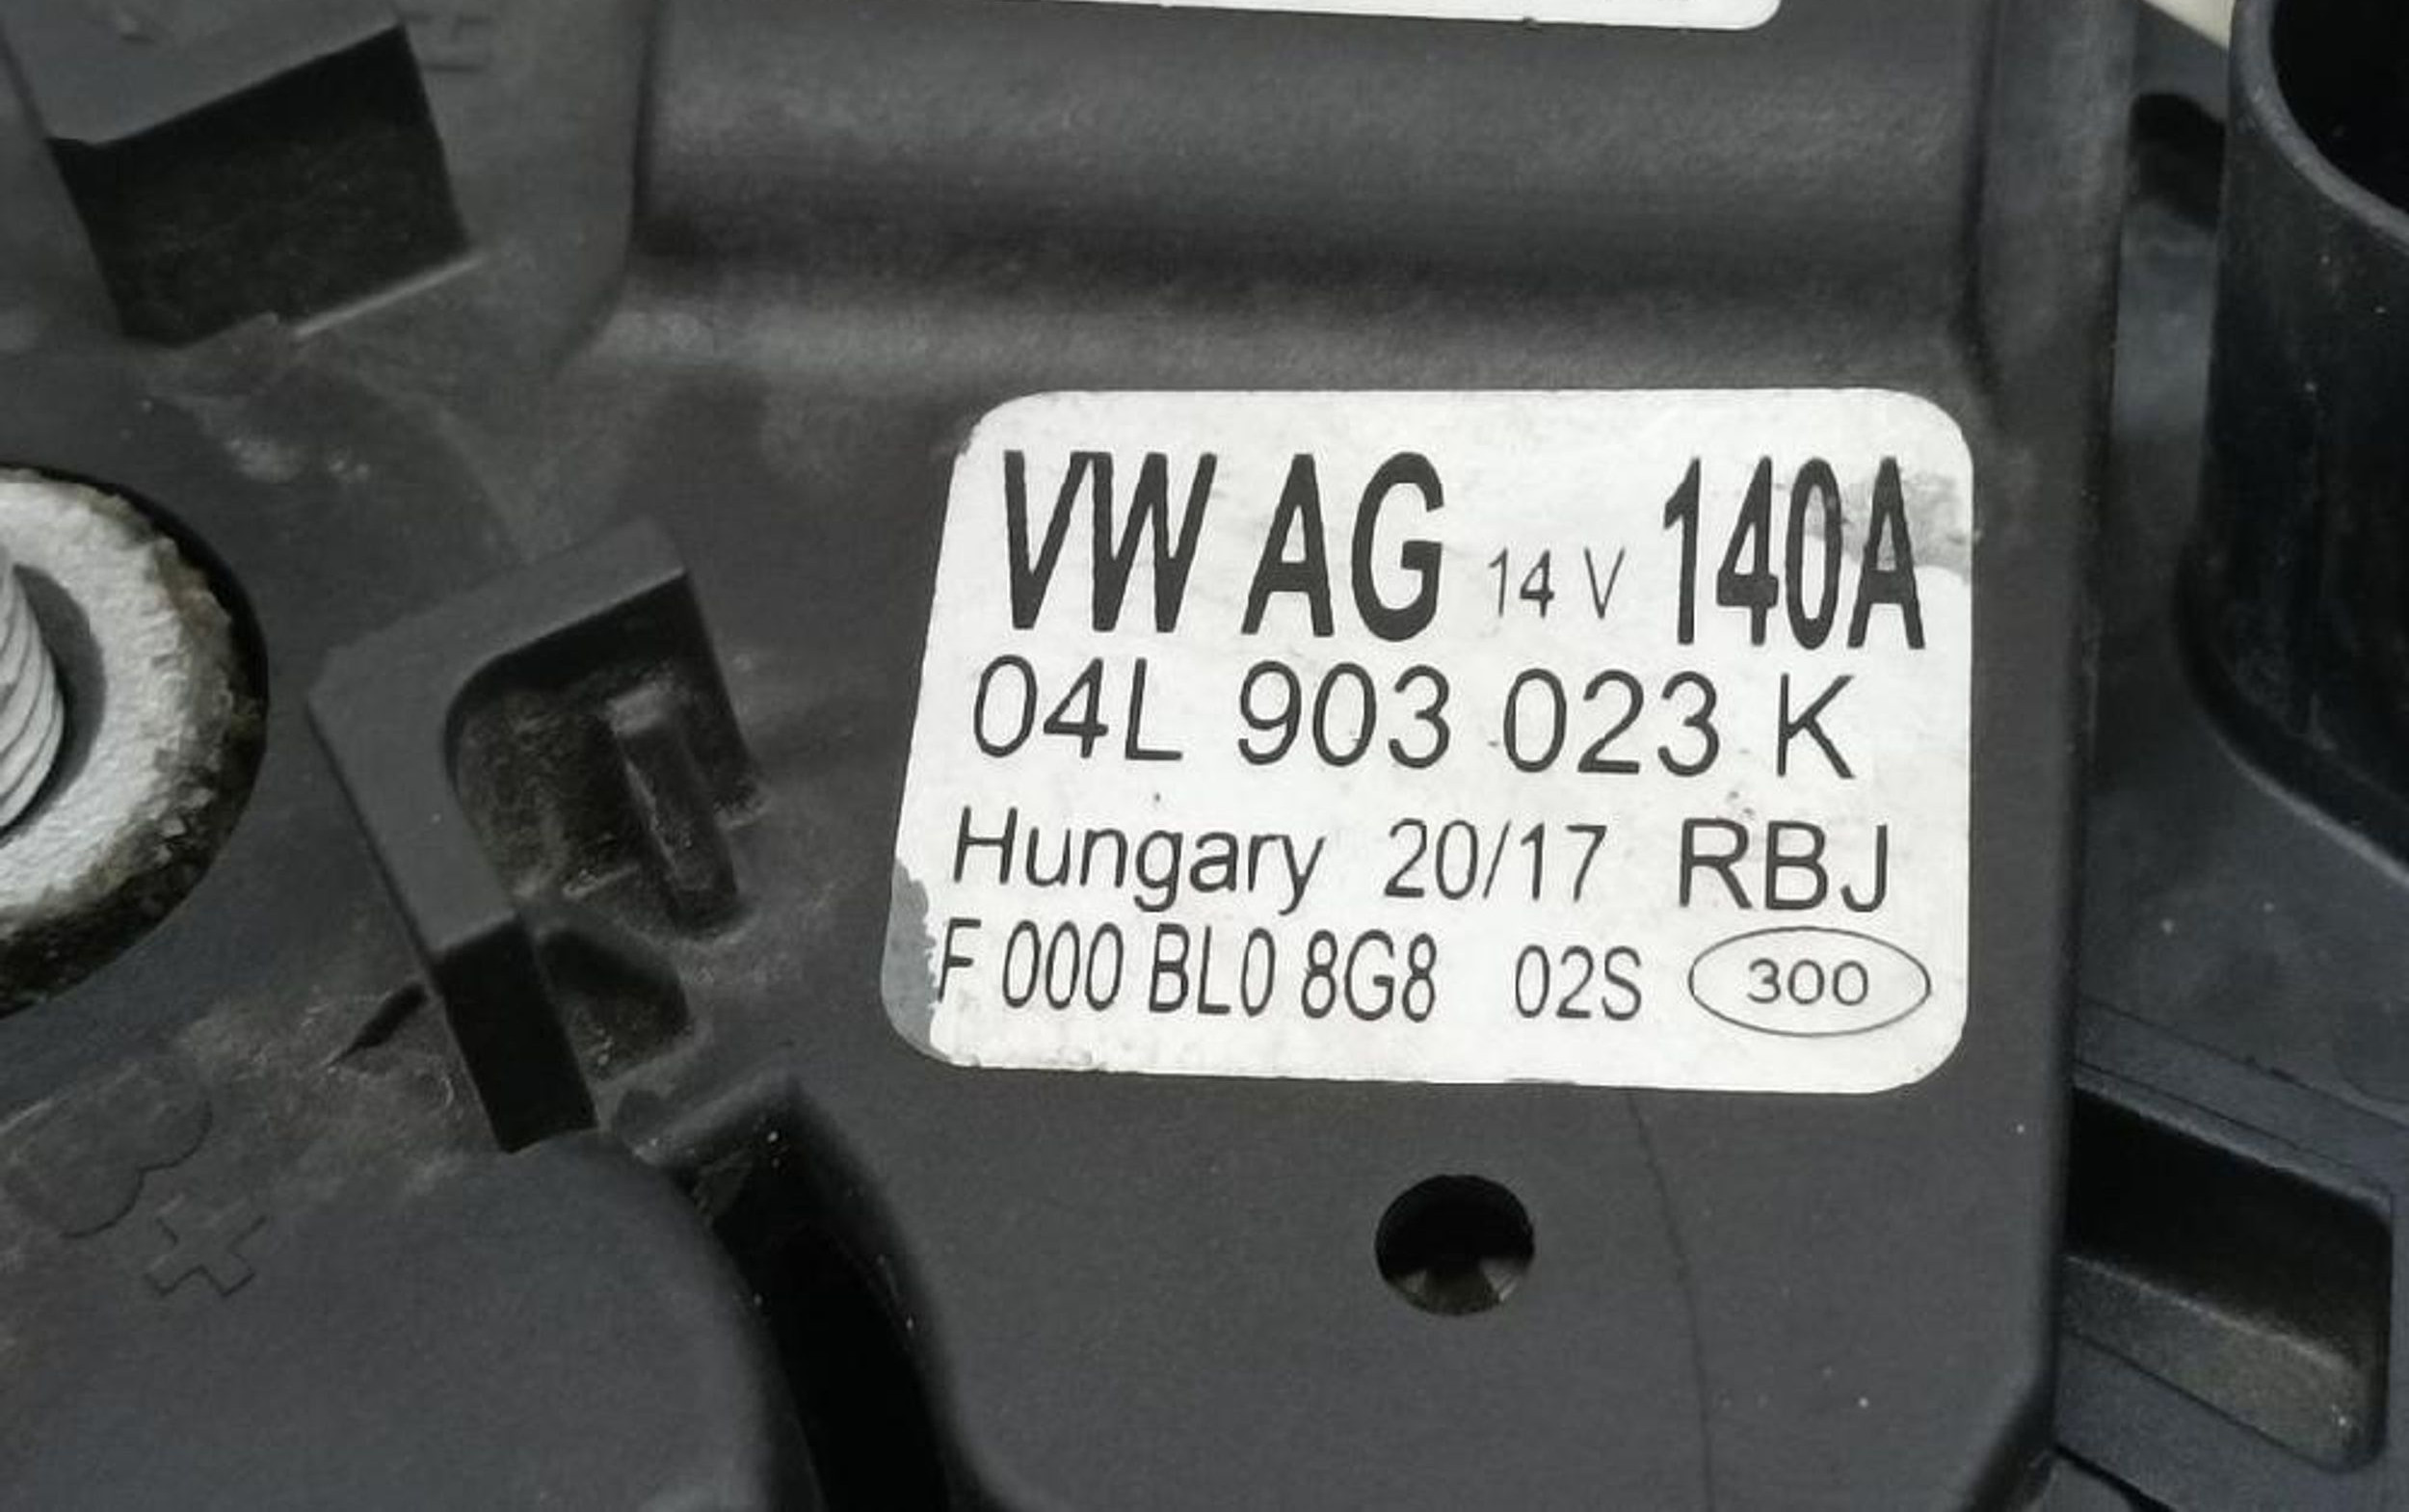 VW AG 14 V 140A
04L 903 023 K
Hungary 20/17 RBJ
F 000 BL0 8G8 02S 300
B
+